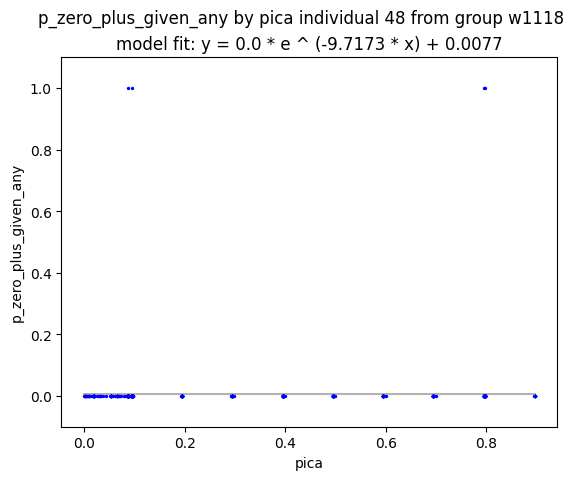 p_zero_plus_given_any by pica individual 48 from group w1118
model fit: y = 0.0 * e ^ (-9.7173 * x) + 0.0077
1.0
0.8
0.6
0.4
0.2
0.0
p_zero_plus_given_any
0.0 0.2 0.4 0.6 0.8
pica